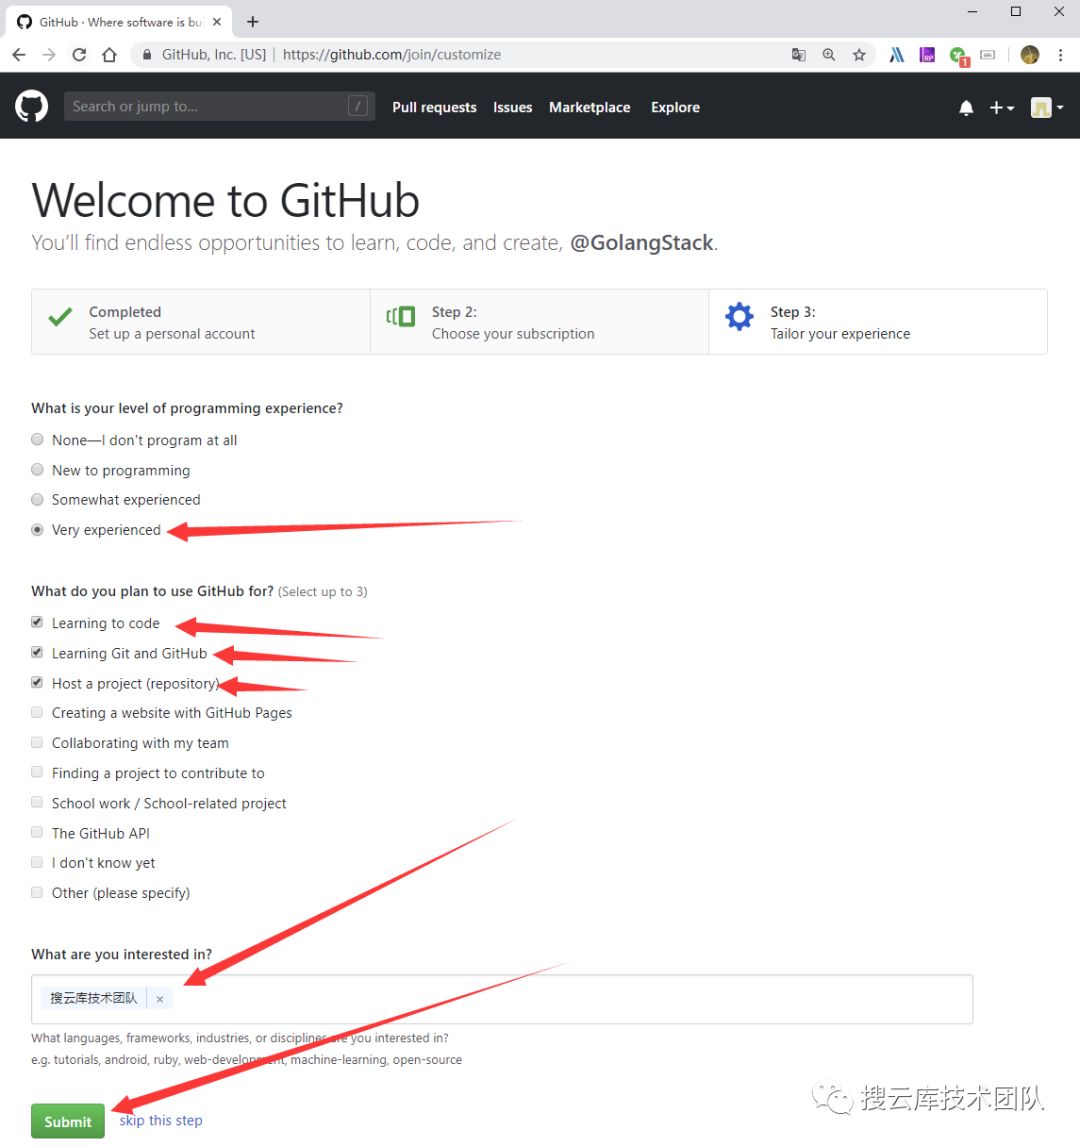 GitHub · Where software is bu
GitHub, Inc. [US] | https://github.com/join/customize
RP
1
Search or jump to...
/
Pull requests
Issues
Marketplace
Explore
Welcome to GitHub
You’ll find endless opportunities to learn, code, and create, @GolangStack.
Completed
Set up a personal account
Step 2:
Choose your subscription
Step 3:
Tailor your experience
What is your level of programming experience?
None—I don't program at all
New to programming
Somewhat experienced
Very experienced
What do you plan to use GitHub for? (Select up to 3)
Learning to code
Learning Git and GitHub
Host a project (repository)
Creating a website with GitHub Pages
Collaborating with my team
Finding a project to contribute to
School work / School-related project
The GitHub API
I don't know yet
Other (please specify)
What are you interested in?
搜云库技术团队 ×
What languages, frameworks, industries, or disciplines are you interested in?
e.g. tutorials, android, ruby, web-development, machine-learning, open-source
Submit
skip this step
搜云库技术团队